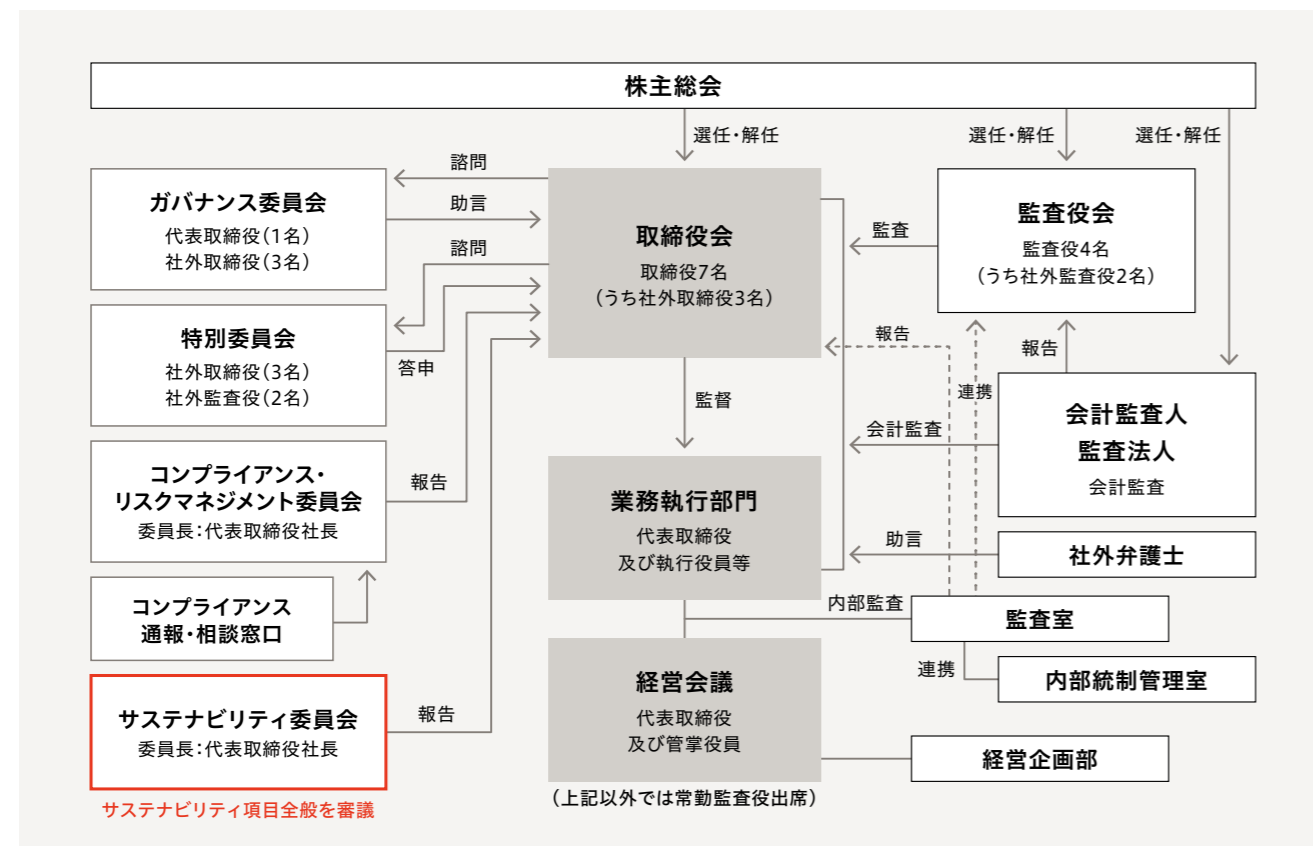 株主総会
選任・解任
選任・解任
選任・解任
ガバナンス委員会
代表取締役(1名)
社外取締役(3名)
諮問
助言
諮問
特別委員会
社外取締役(3名)
社外監査役(2名)
答申
コンプライアンス・
リスクマネジメント委員会
委員長:代表取締役社長
報告
コンプライアンス
通報・相談窓口
サステナビリティ委員会
委員長:代表取締役社長
報告
サステナビリティ項目全般を審議
取締役会
取締役7名
(うち社外取締役3名)
監督
業務執行部門
代表取締役
及び執行役員等
経営会議
代表取締役
及び管掌役員
(上記以外では常勤監査役出席)
監査
監査役会
監査役4名
(うち社外監査役2名)
報告
連携
報告
会計監査
会計監査人
監査法人
会計監査
助言
社外弁護士
内部監査
監査室
連携
内部統制管理室
経営企画部